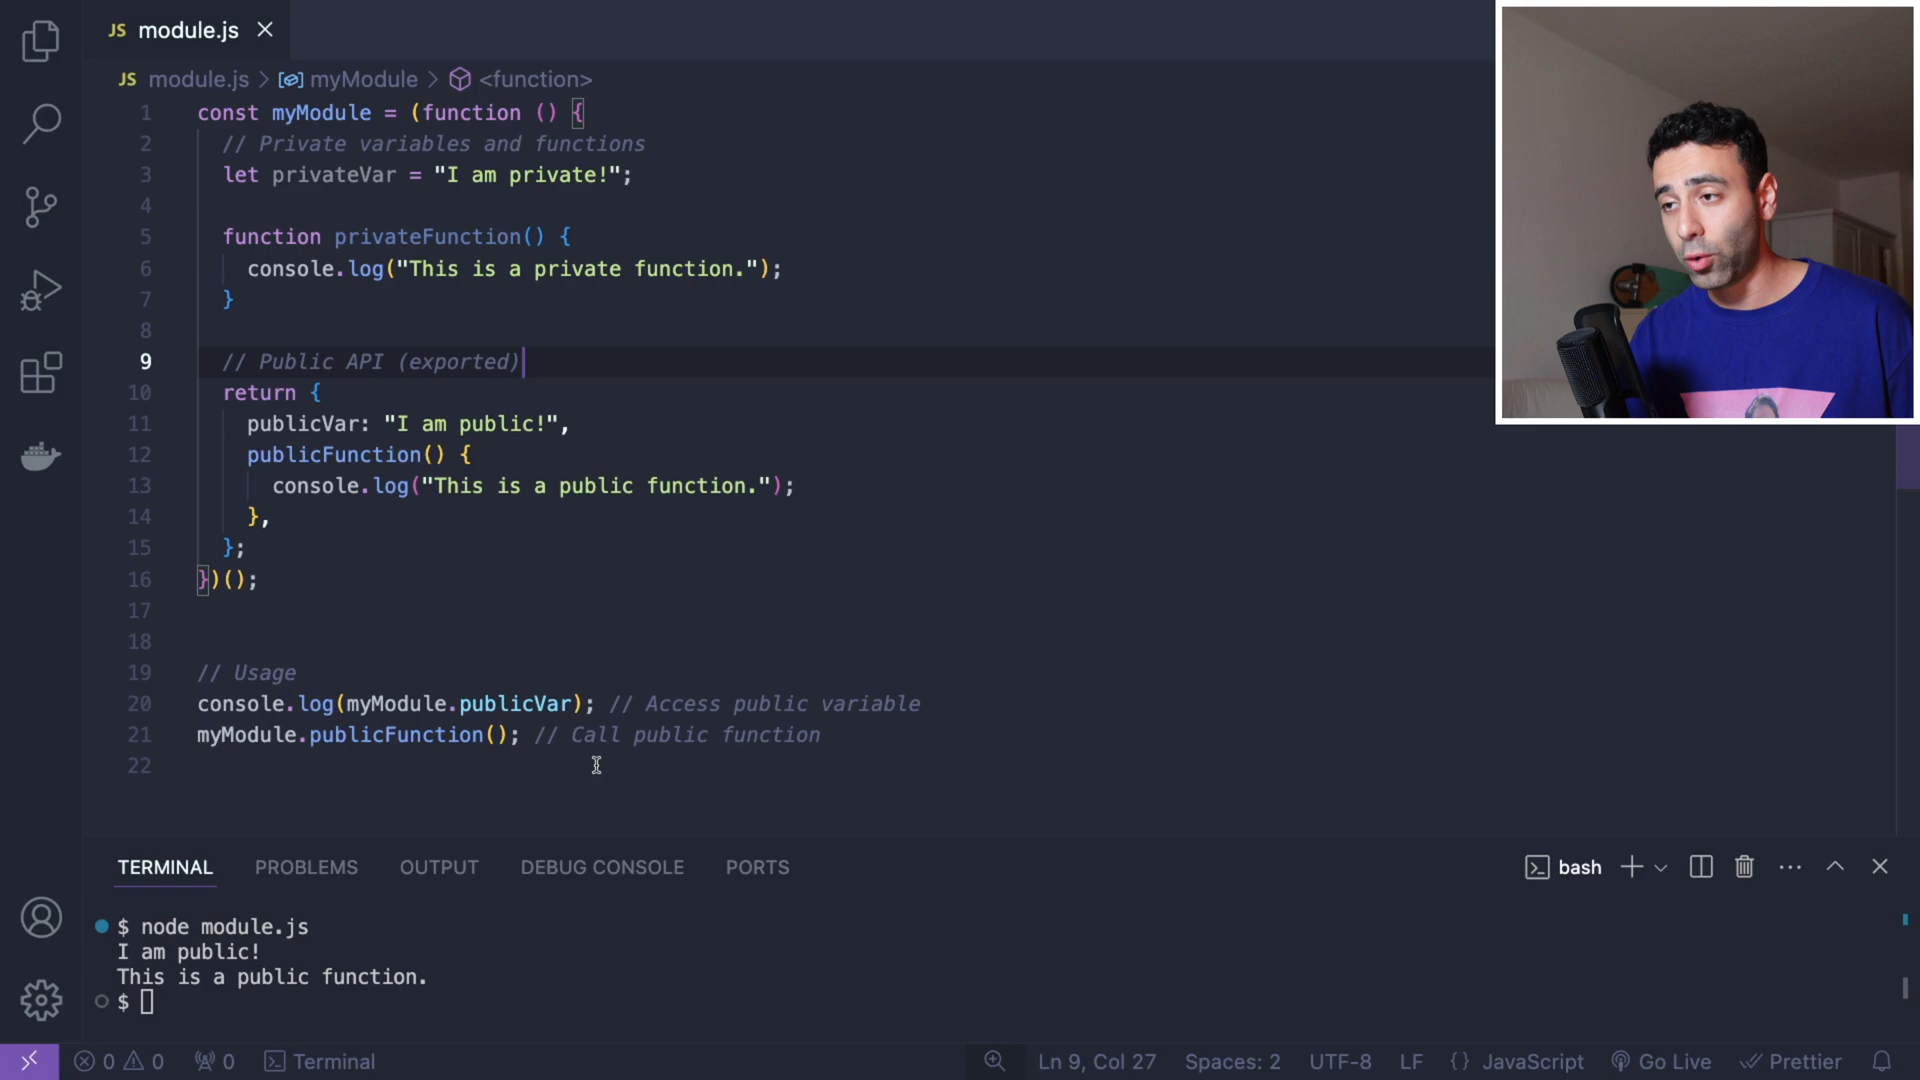 JS module.js
JS module.js > myModule > <function>
1 const myModule = (function () {
2 // Private variables and functions
3 let privateVar = "I am private!";
4
5 function privateFunction() {
6 console.log("This is a private function.");
7 }
8
9 // Public API (exported)
10 return {
11 publicVar: "I am public!",
12 publicFunction() {
13 console.log("This is a public function.");
14 },
15 };
16 })();
17
18
19 // Usage
20 console.log(myModule.publicVar); // Access public variable
21 myModule.publicFunction(); // Call public function
22
TERMINAL PROBLEMS OUTPUT DEBUG CONSOLE PORTS bash
$ node module.js
I am public!
This is a public function.
$
0 0 0 Terminal Ln 9, Col 27 Spaces: 2 UTF-8 LF {} JavaScript Go Live Prettier